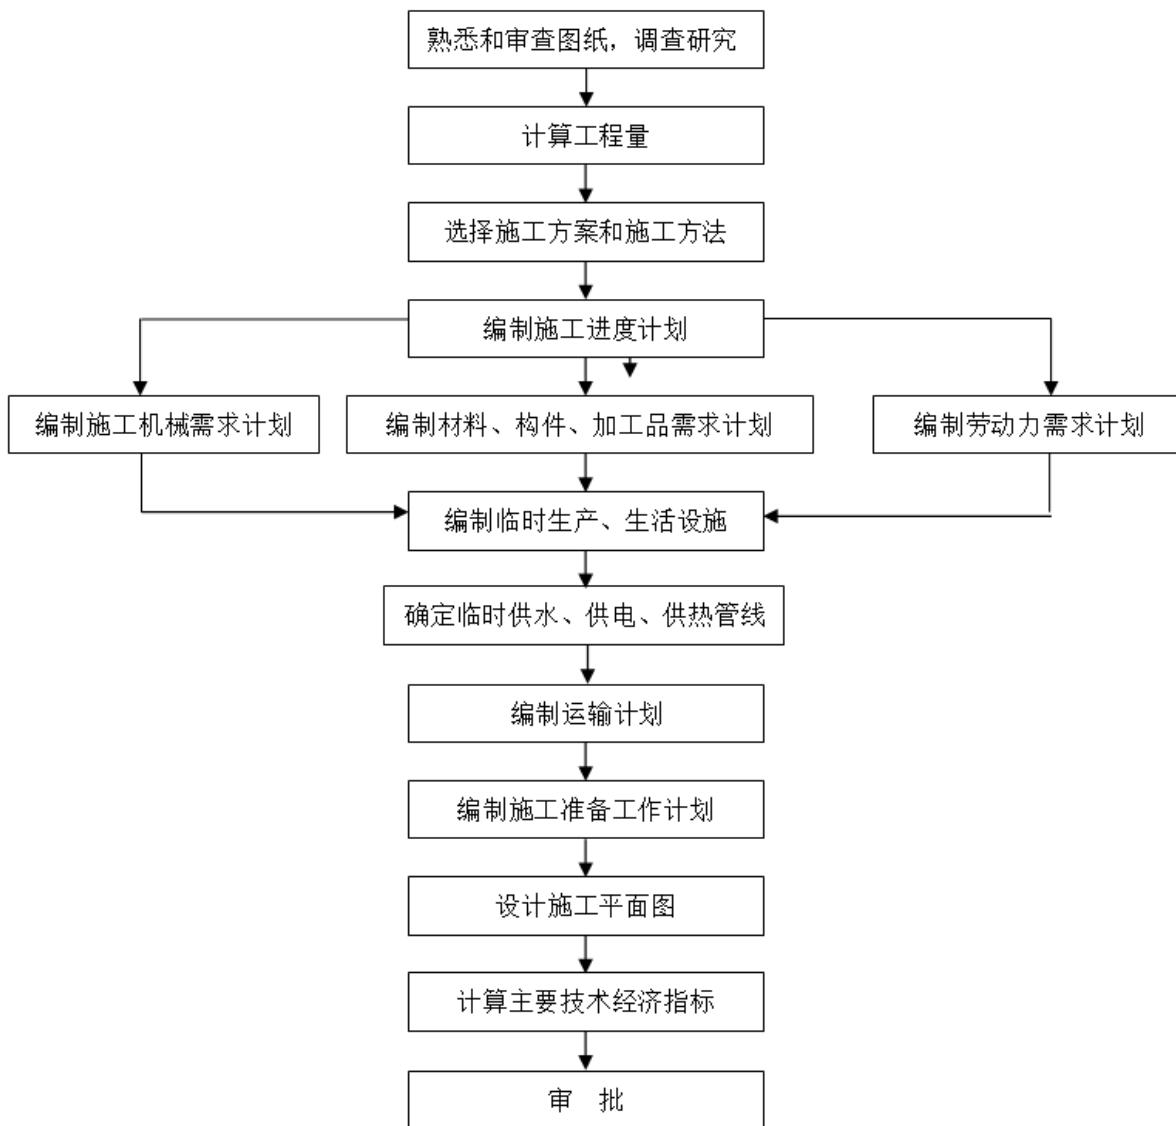 熟悉和审查图纸，调查研究
计算工程量
选择施工方案和施工方法
编制施工进度计划
编制施工机械需求计划
编制材料、构件、加工品需求计划
编制劳动力需求计划
编制临时生产、生活设施
确定临时供水、供电、供热管线
编制运输计划
编制施工准备工作计划
设计施工平面图
计算主要技术经济指标
审　批